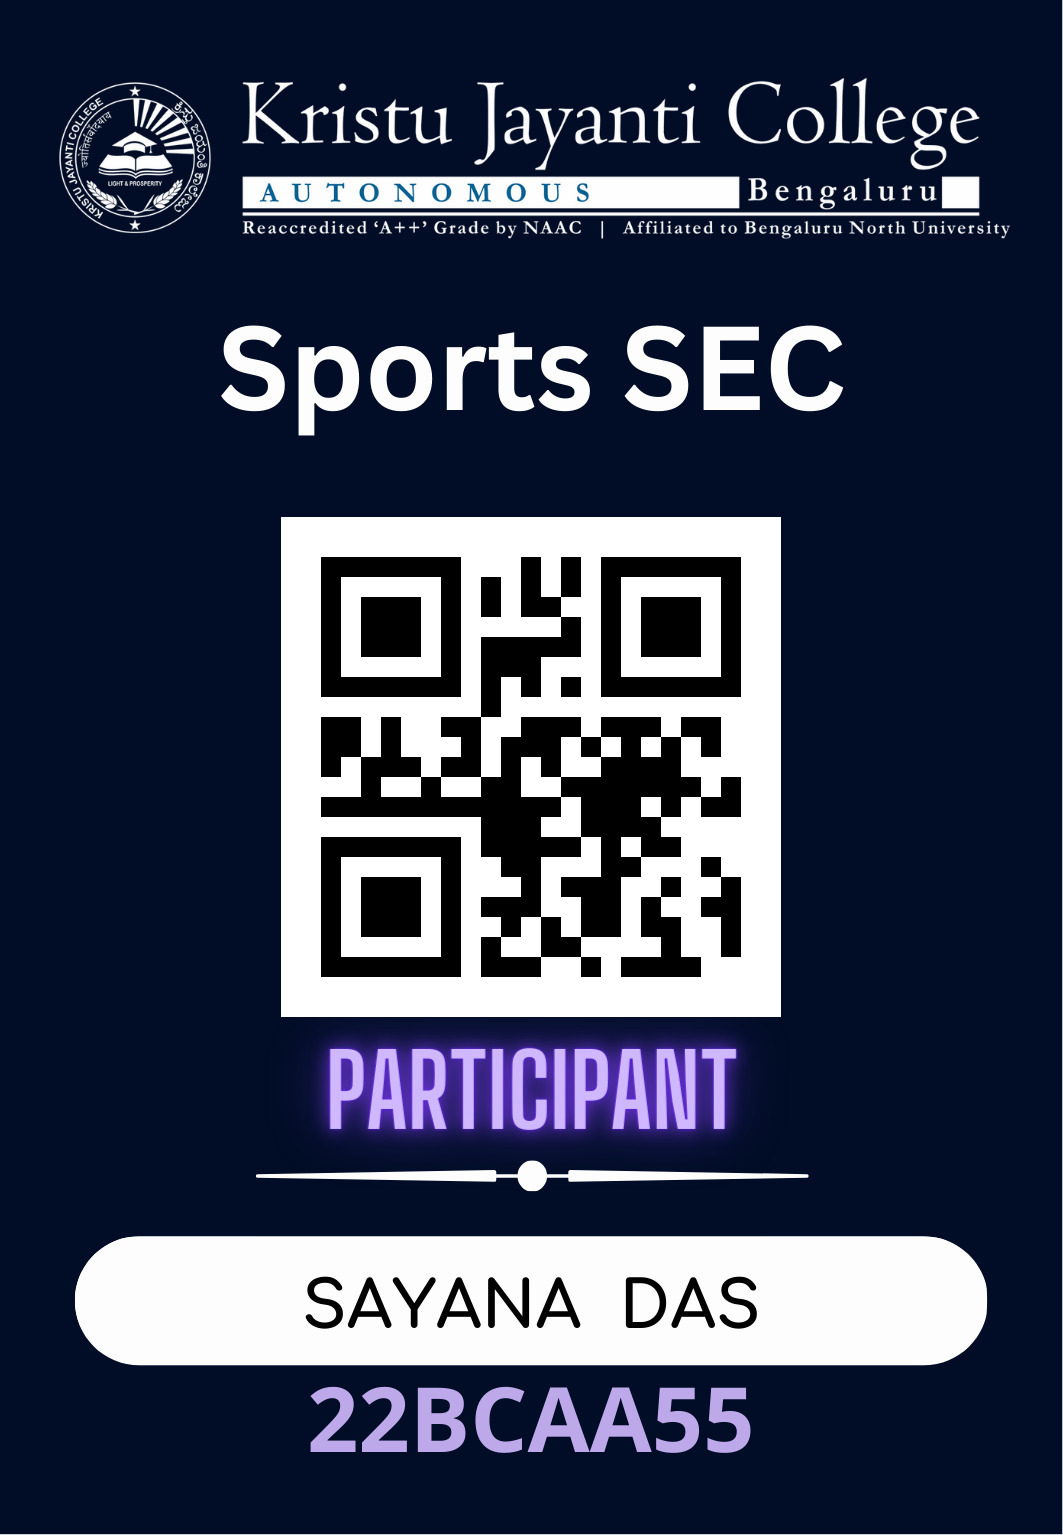 Kristu Jayanti College
AUTONOMOUS Bengaluru
Reaccredited ‘A++’ Grade by NAAC | Affiliated to Bengaluru North University
KRISTU JAYANTI COLLEGE
LIGHT & PROSPERITY
Sports SEC
PARTICIPANT
SAYANA DAS
22BCAA55